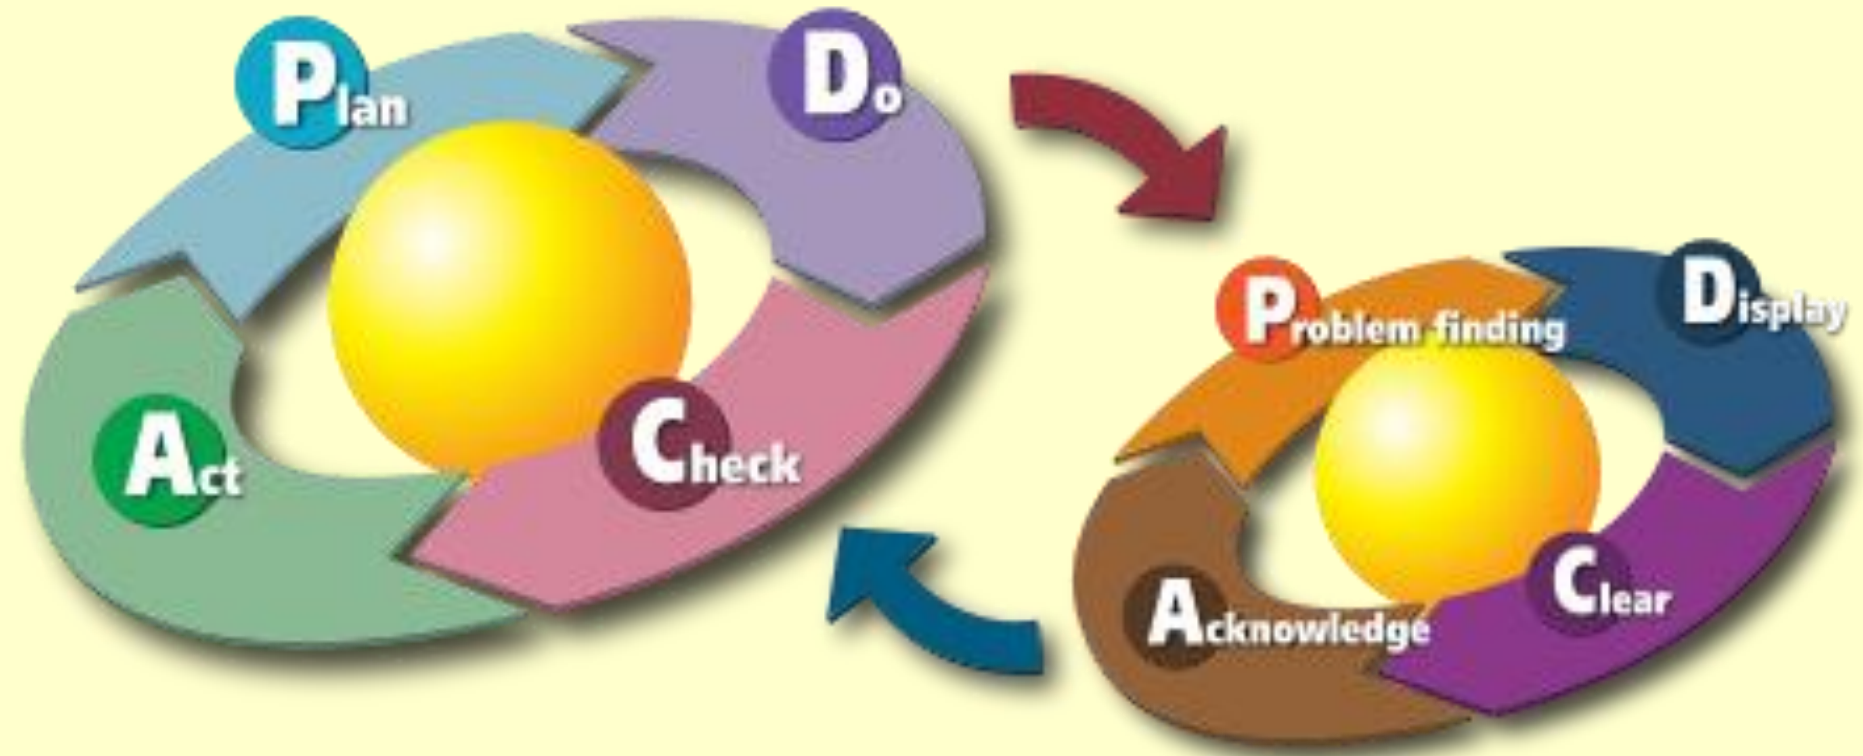 Plan
Do
Check
Act
Problem finding
Display
Clear
Acknowledge